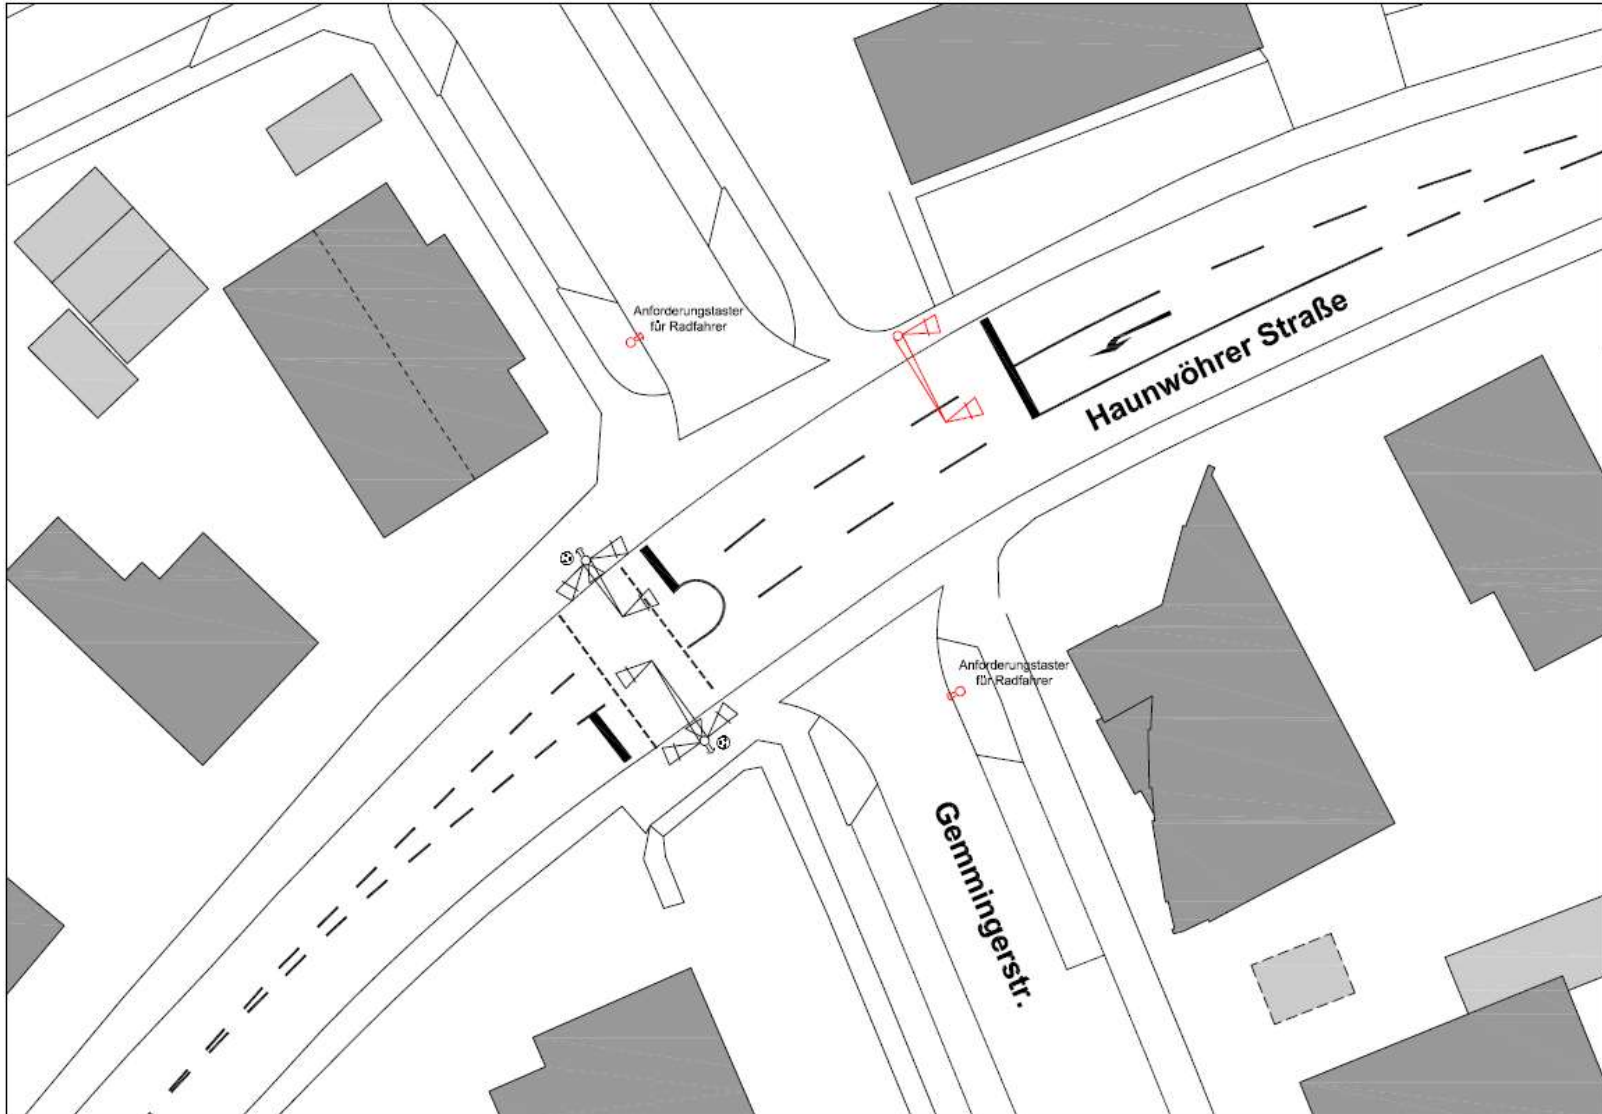 Anforderungstaster
für Radfahrer
Haunwöhrer Straße
Anforderungstaster
für Radfahrer
Gemmingerstr.